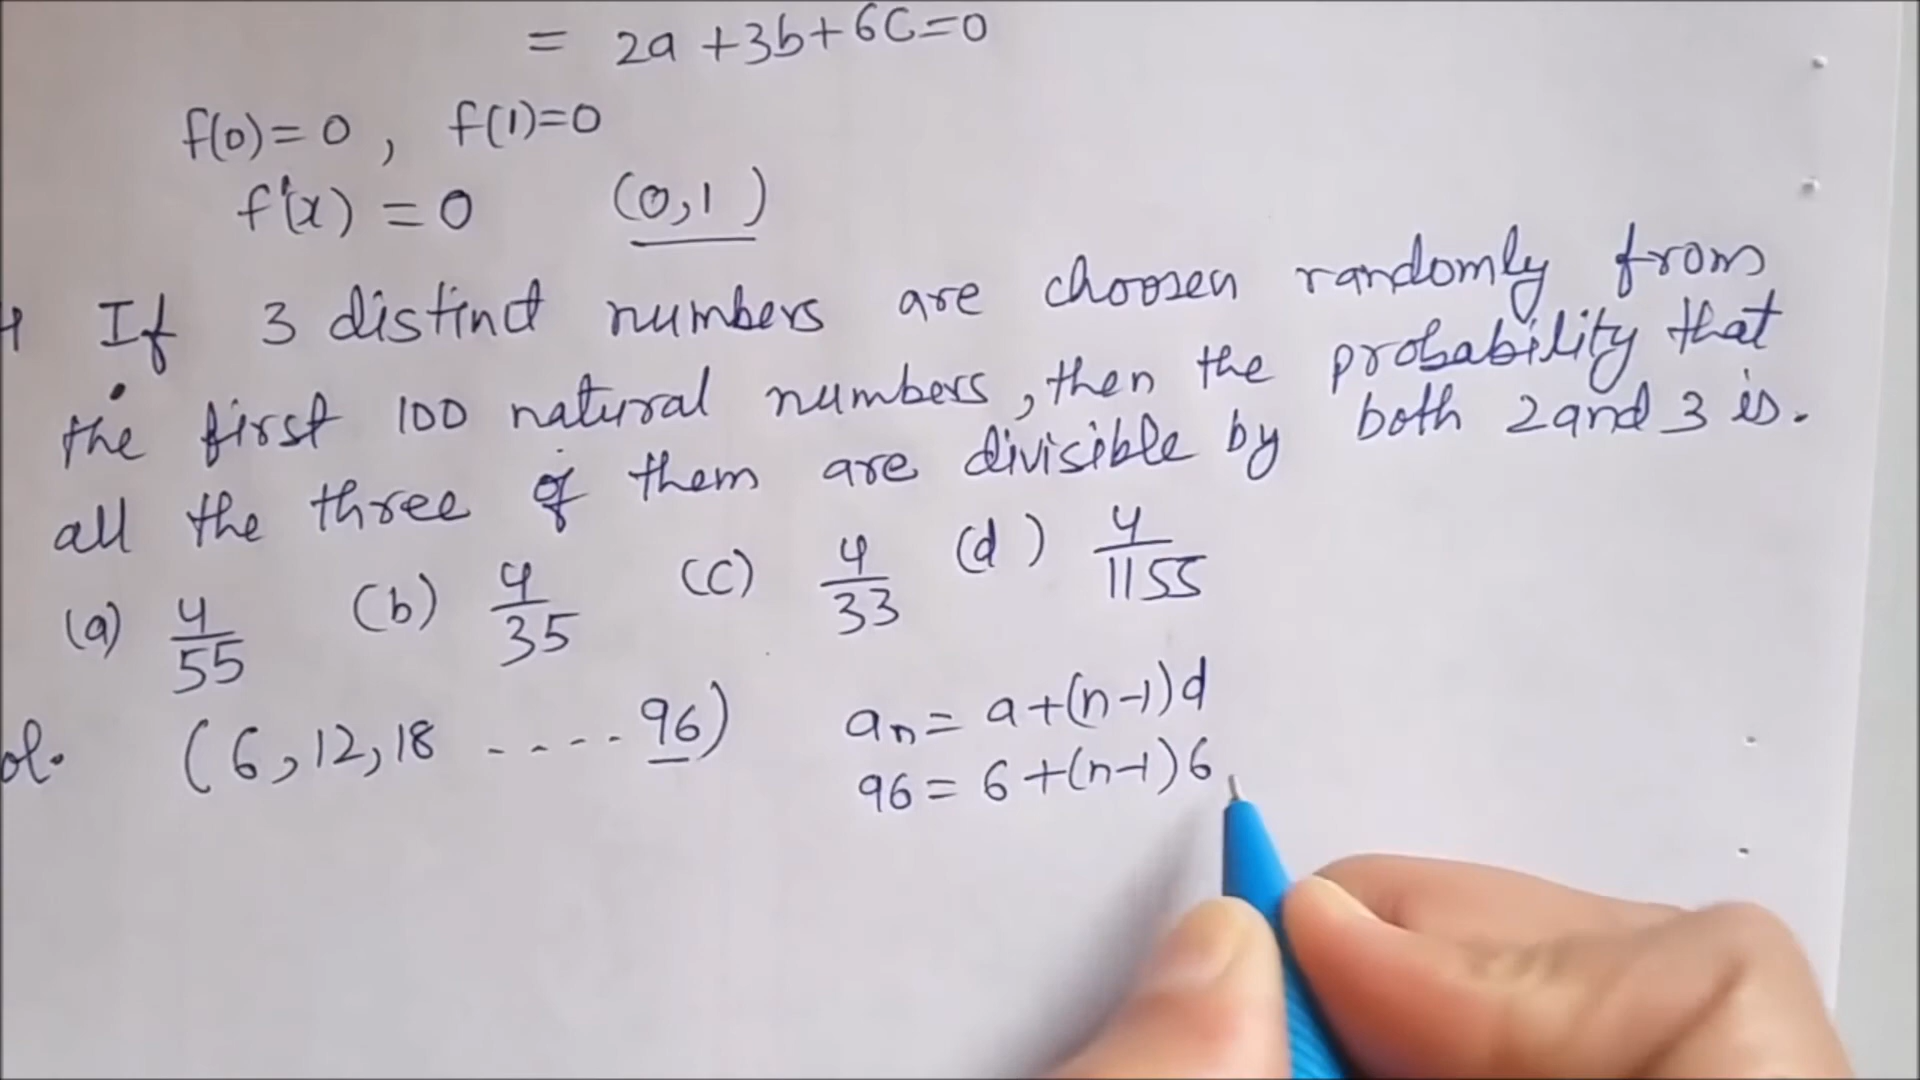 = 2a +3b+6C=0
f(0)=0 , f(1)=0
f'(x) =0 (0,1)
If 3 distinct numbers are choosen randomly from
the first 100 natural numbers, then the probability that
all the three of them are divisible by both 2 and 3 is.
(a) 4/55 (b) 4/35 (c) 4/33 (d) 4/1155
(6,12,18 ----.96) an= a+(n-1)d
96= 6+(n-1)6